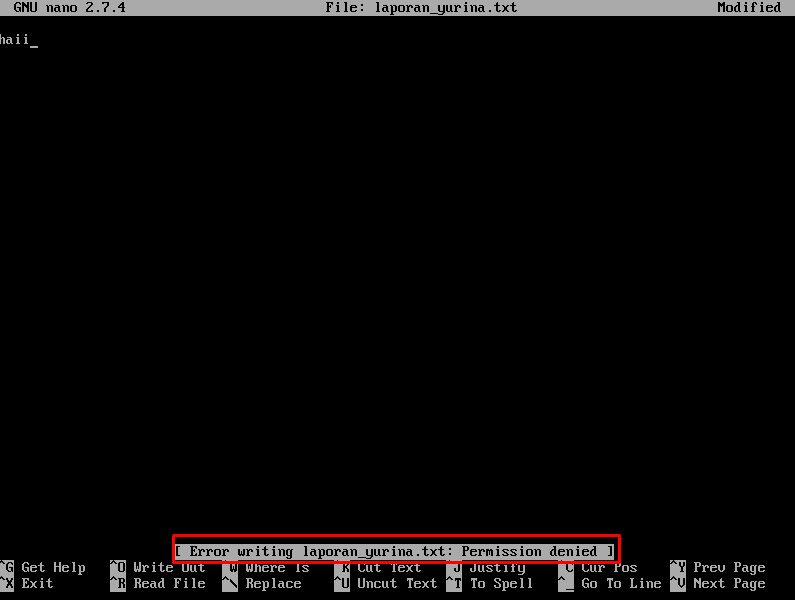 GNU nano 2.7.4 File: laporan_yurina.txt Modified
haii_
[ Error writing laporan_yurina.txt: Permission denied ]
^G Get Help ^O Write Out ^W Where Is ^K Cut Text ^J Justify ^C Cur Pos ^Y Prev Page
^X Exit ^R Read File ^\ Replace ^U Uncut Text ^T To Spell ^_ Go To Line ^V Next Page